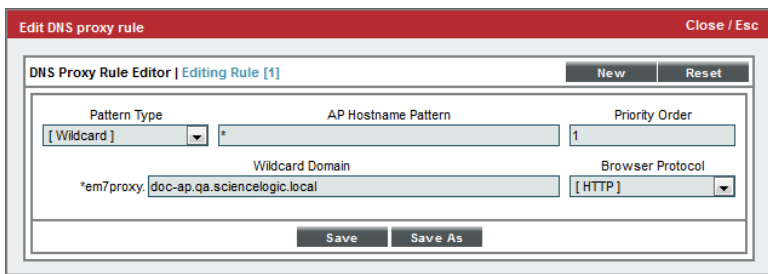 Edit DNS proxy rule Close / Esc
DNS Proxy Rule Editor | Editing Rule [1] New Reset
Pattern Type AP Hostname Pattern Priority Order
[ Wildcard ] * 1
Wildcard Domain Browser Protocol
*em7proxy. doc-ap.qa.sciencelogic.local [ HTTP ]
Save Save As